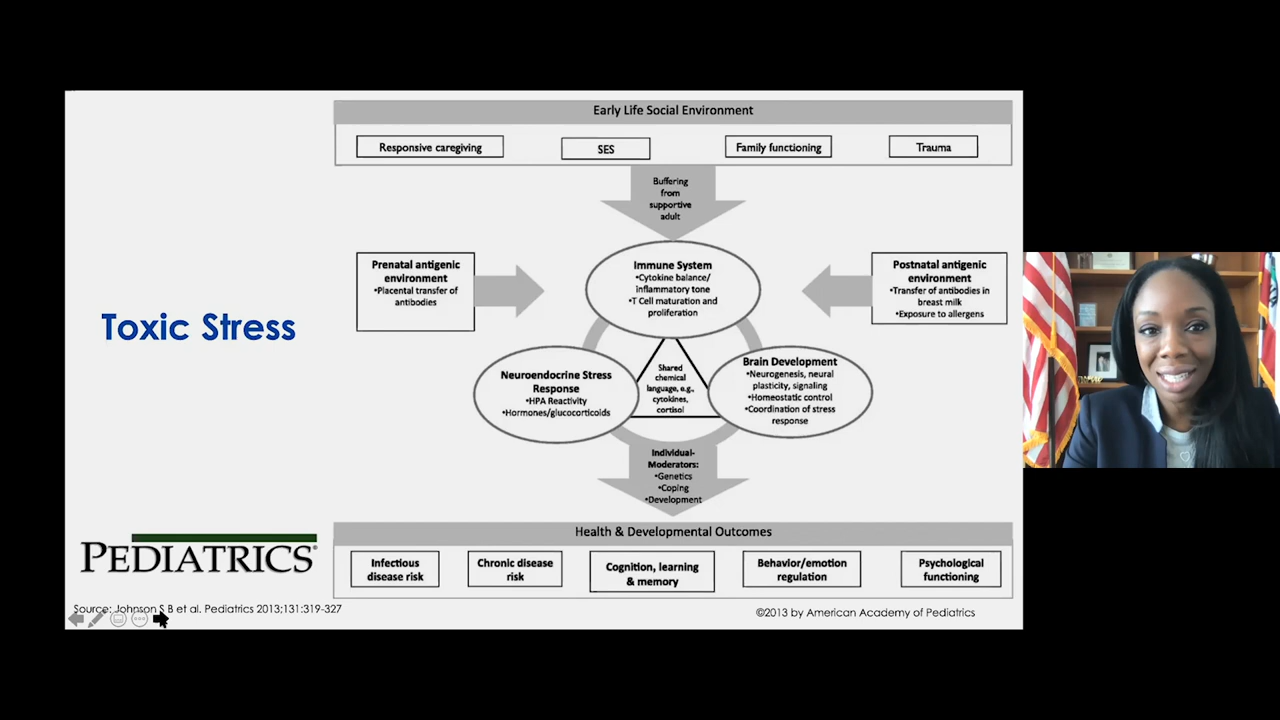 Early Life Social Environment
Responsive caregiving
SES
Family functioning
Trauma
Buffering
from
supportive
adult
Prenatal antigenic
environment
•Placental transfer of
antibodies
Immune System
•Cytokine balance/
inflammatory tone
•T Cell maturation and
proliferation
Postnatal antigenic
environment
•Transfer of antibodies in
breast milk
•Exposure to allergens
Toxic Stress
Neuroendocrine Stress
Response
•HPA Reactivity
•Hormones/glucocorticoids
Shared
chemical
language, e.g.,
cytokines,
cortisol
Brain Development
•Neurogenesis, neural
plasticity, signaling
•Homeostatic control
•Coordination of stress
response
Individual-
Moderators:
•Genetics
•Coping
•Development
Health & Developmental Outcomes
Infectious
disease risk
Chronic disease
risk
Cognition, learning
& memory
Behavior/emotion
regulation
Psychological
functioning
PEDIATRICS®
Source: Johnson S B et al. Pediatrics 2013;131:319-327
©2013 by American Academy of Pediatrics